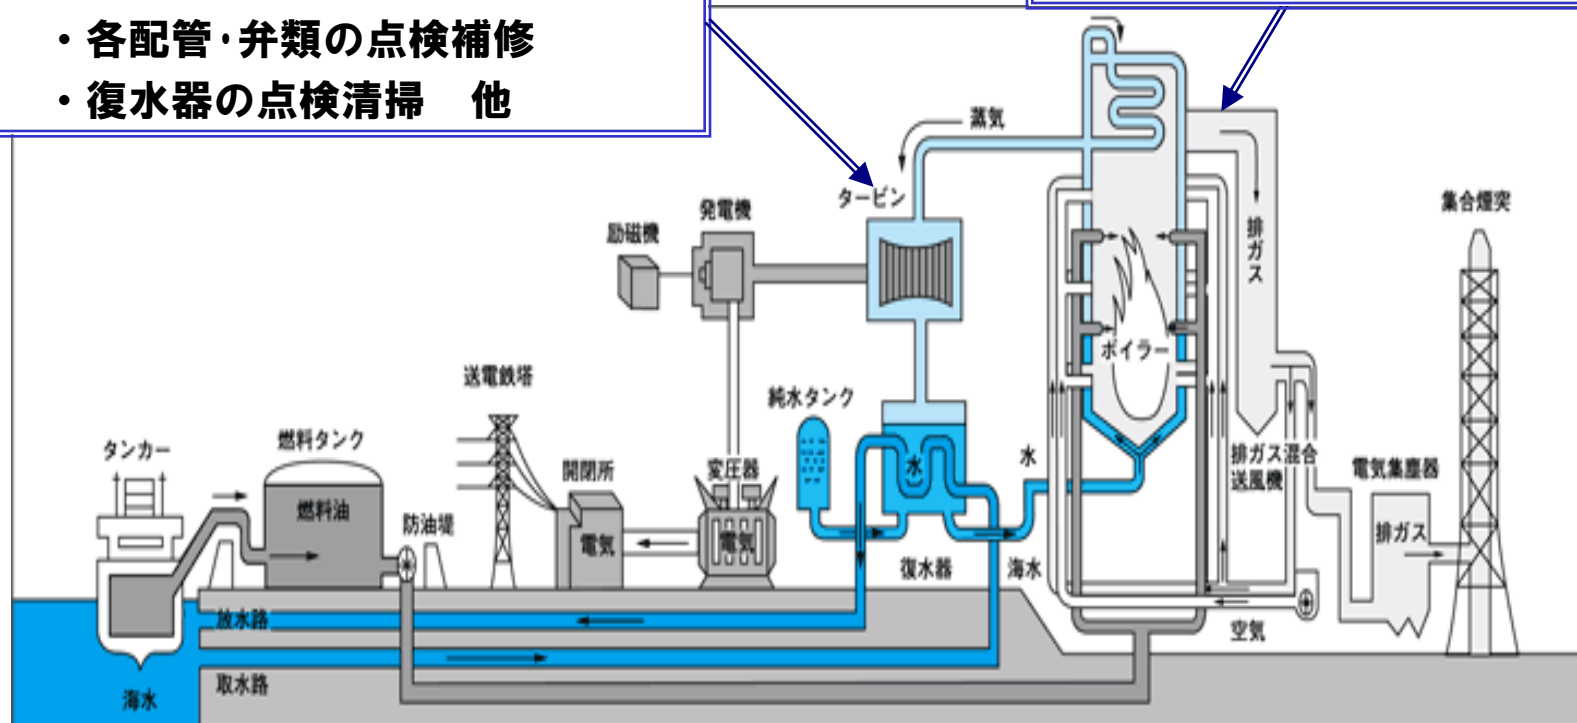 ・各配管・弁類の点検補修
・復水器の点検清掃　他
蒸気
タービン
発電機
励磁機
集合煙突
排ガス
ボイラー
送電鉄塔
純水タンク
タンカー
燃料タンク
開閉所
変圧器
水
水
排ガス混合
送風機
電気集塵器
燃料油
防油堤
電気
電気
排ガス
復水器
海水
放水路
空気
取水路
海水